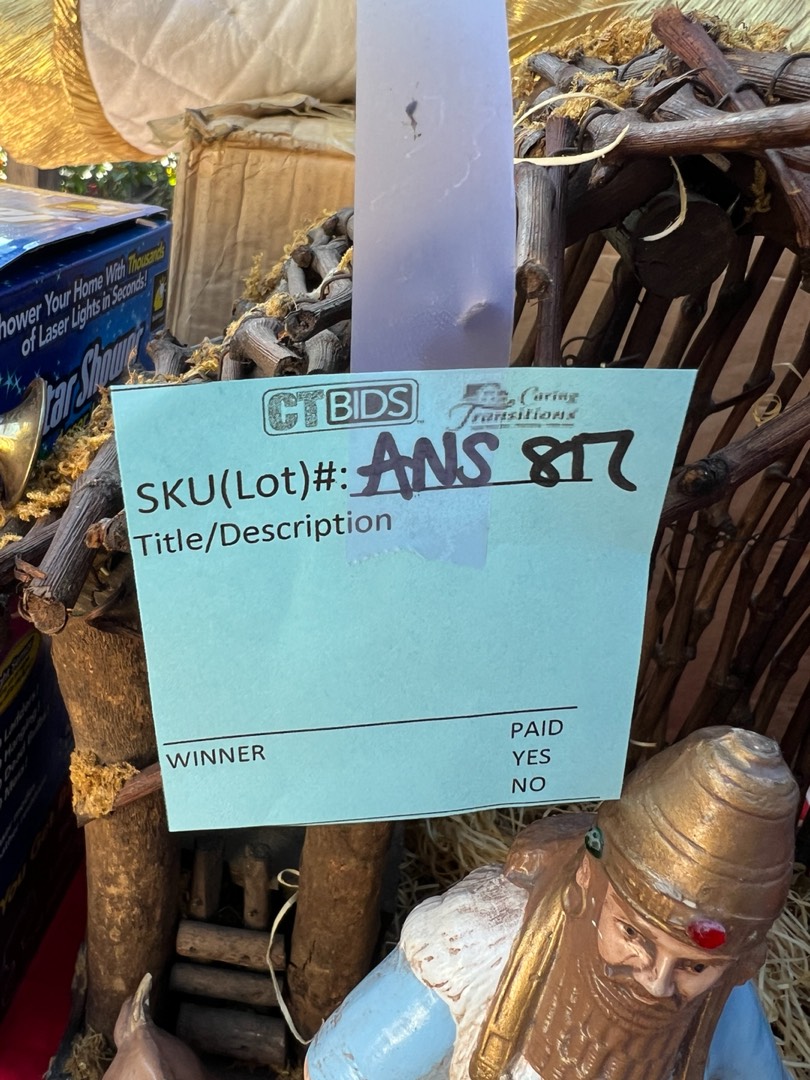 Shower Your Home With Thousands
of Laser Lights in Seconds!
Star Shower
CTBIDS
Caring
Transitions
SKU(Lot)#: ANS 817
Title/Description
WINNER
PAID
YES
NO